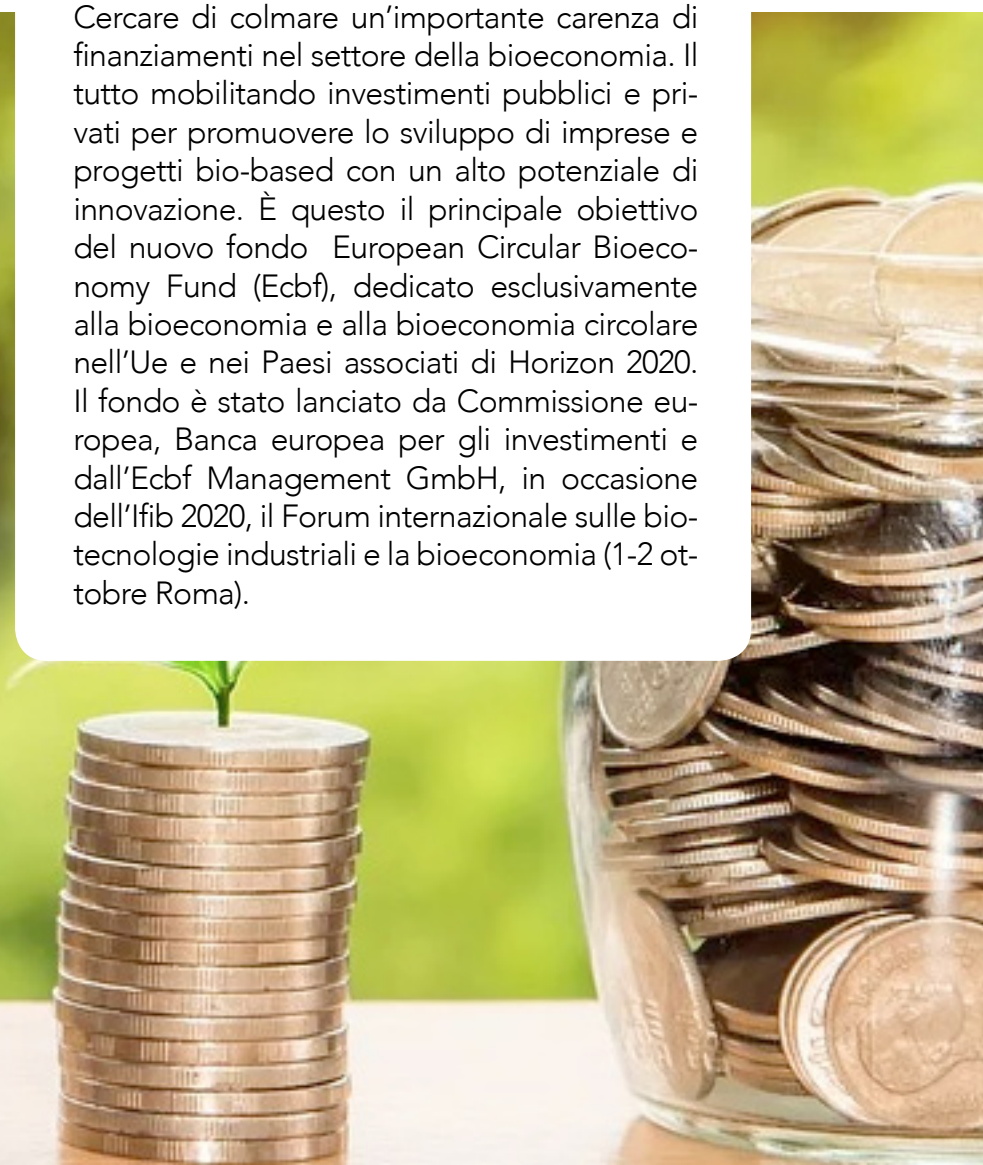 Cercare di colmare un’importante carenza di
finanziamenti nel settore della bioeconomia. Il
tutto mobilitando investimenti pubblici e pri-
vati per promuovere lo sviluppo di imprese e
progetti bio-based con un alto potenziale di
innovazione. È questo il principale obiettivo
del nuovo fondo  European Circular Bioeco-
nomy Fund (Ecbf), dedicato esclusivamente
alla bioeconomia e alla bioeconomia circolare
nell’Ue e nei Paesi associati di Horizon 2020.
Il fondo è stato lanciato da Commissione eu-
ropea, Banca europea per gli investimenti e
dall’Ecbf Management GmbH, in occasione
dell’Ifib 2020, il Forum internazionale sulle bio-
tecnologie industriali e la bioeconomia (1-2 ot-
tobre Roma).